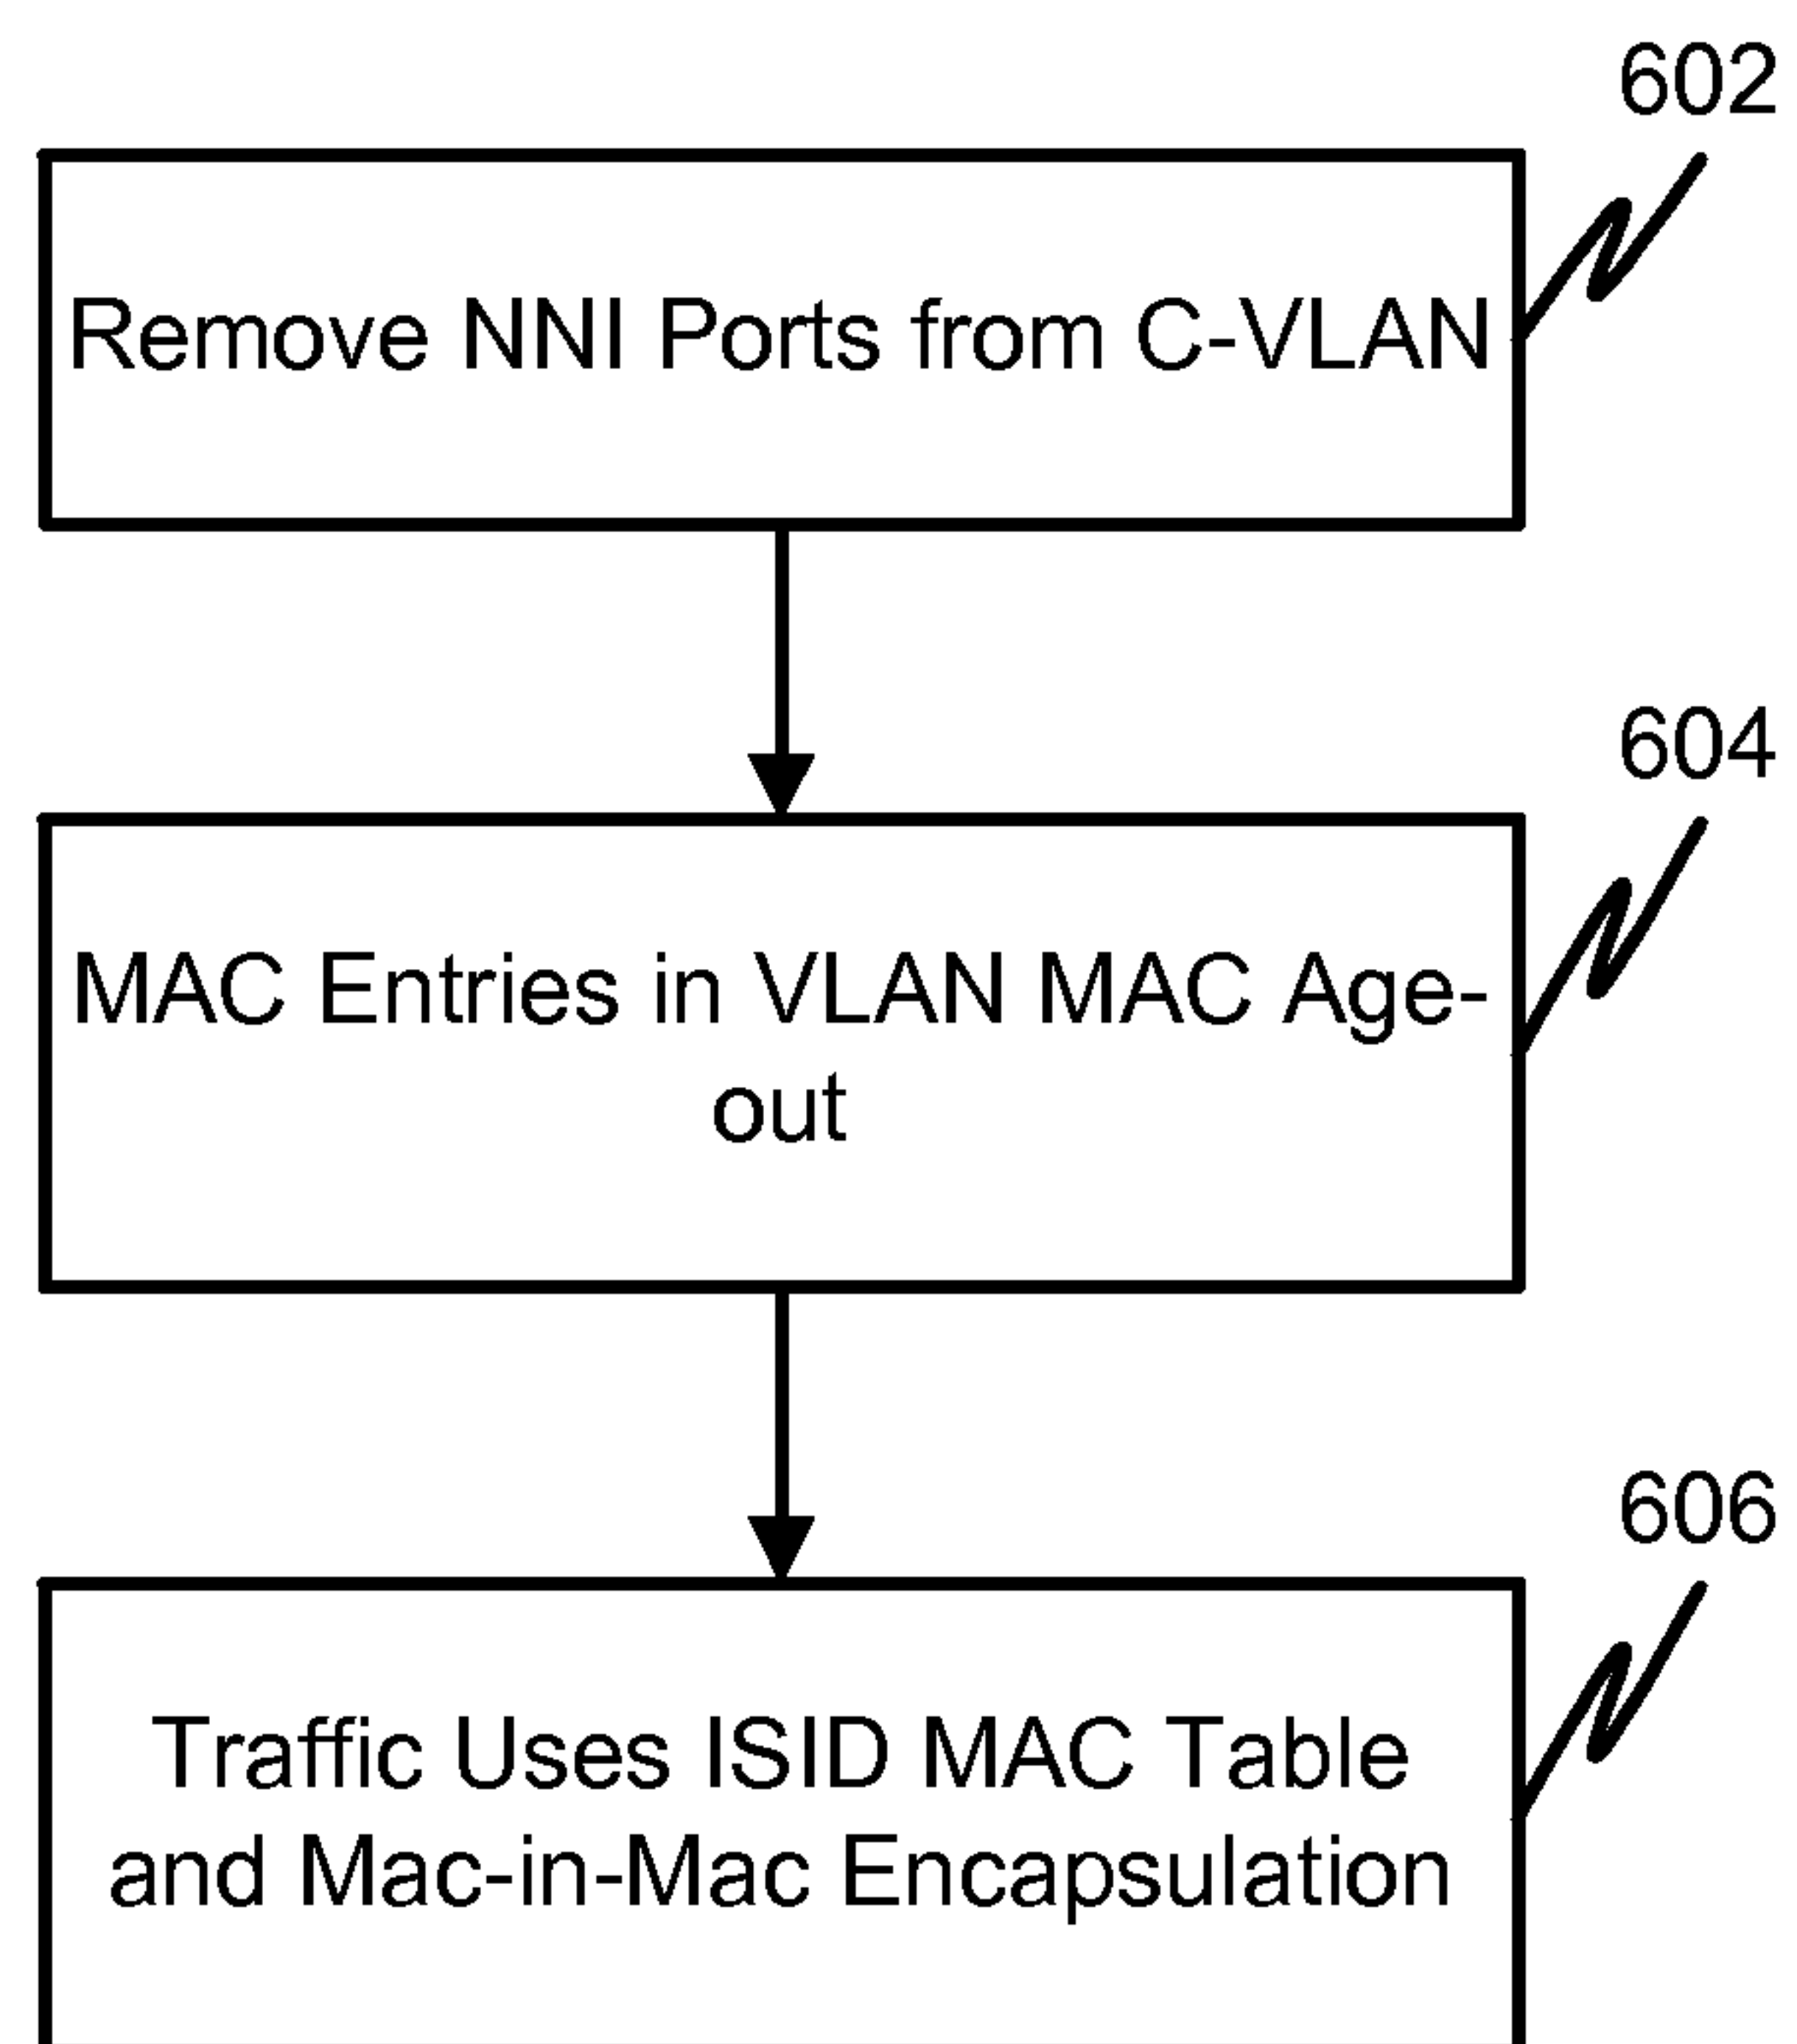 602
Remove NNI Ports from C-VLAN
604
MAC Entries in VLAN MAC Age-
out
606
Traffic Uses ISID MAC Table
and Mac-in-Mac Encapsulation